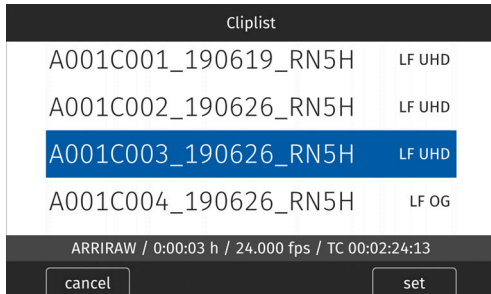 Cliplist
A001C001_190619_RN5H LF UHD
A001C002_190626_RN5H LF UHD
A001C003_190626_RN5H LF UHD
A001C004_190626_RN5H LF OG
ARRIRAW / 0:00:03 h / 24.000 fps / TC 00:02:24:13
cancel set